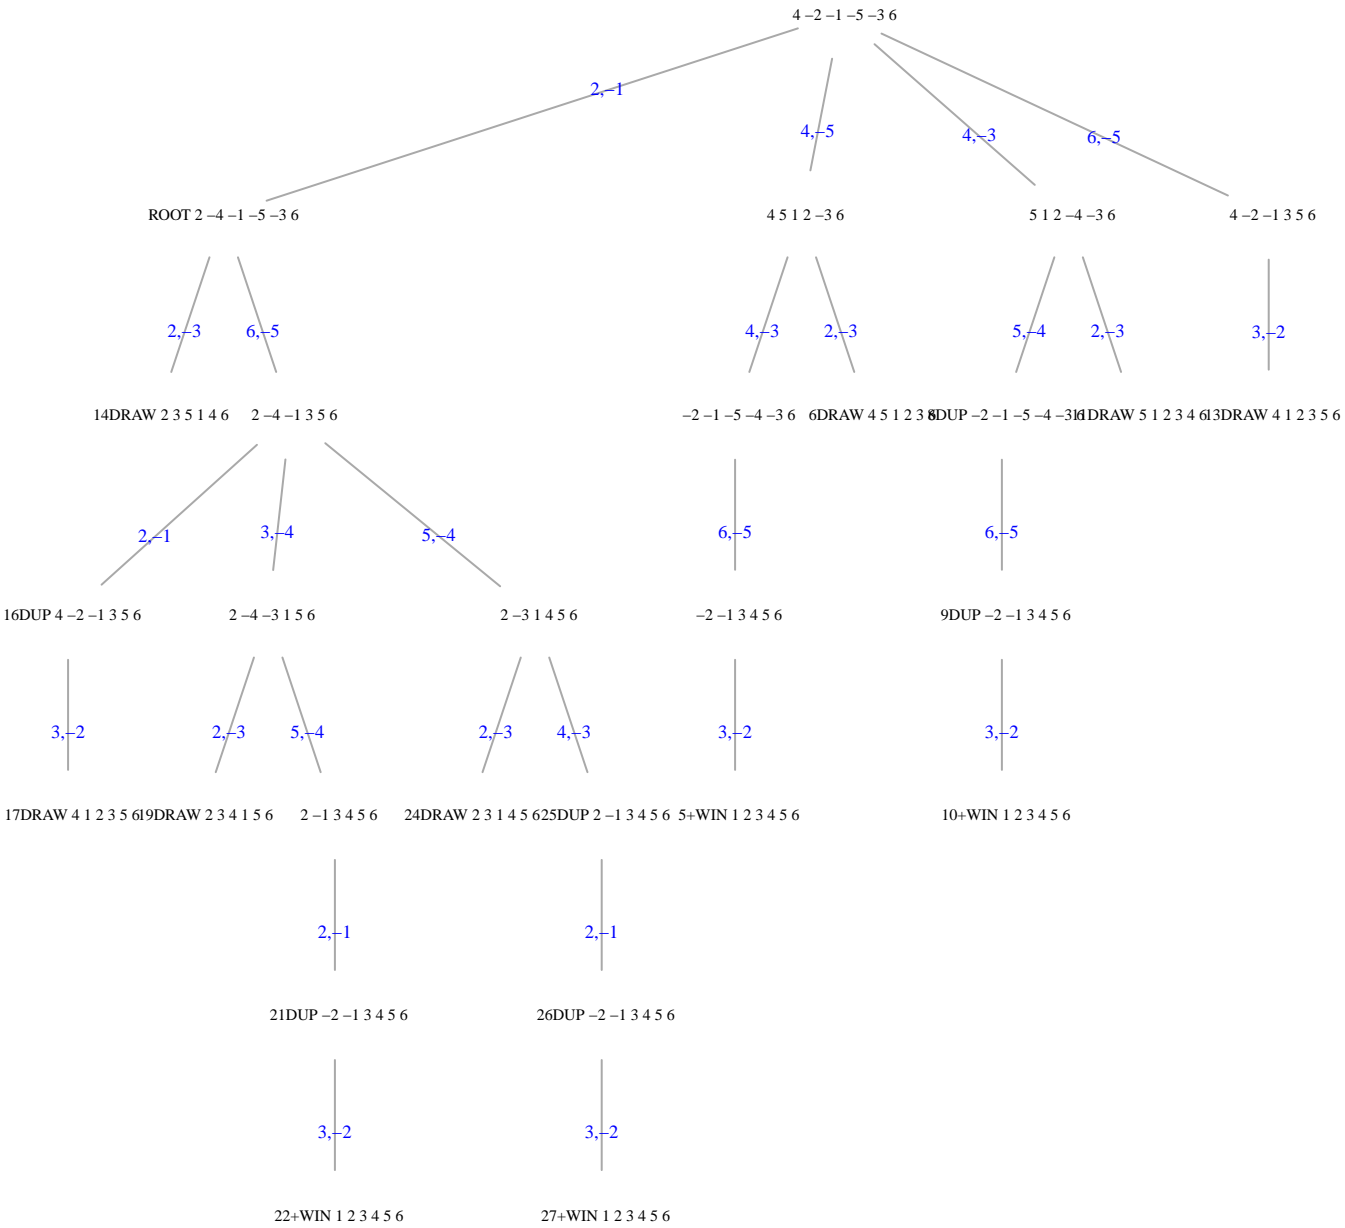 4 –2 –1 –5 –3 6
2,–1
4,–5
4,–3
6,–5
ROOT 2 –4 –1 –5 –3 6
4 5 1 2 –3 6
5 1 2 –4 –3 6
4 –2 –1 3 5 6
2,–3
6,–5
4,–3
2,–3
5,–4
2,–3
3,–2
14DRAW 2 3 5 1 4 6
2 –4 –1 3 5 6
–2 –1 –5 –4 –3 6
6DRAW 4 5 1 2 3 6
8DUP –2 –1 –5 –4 –3 6
11DRAW 5 1 2 3 4 6
13DRAW 4 1 2 3 5 6
2,–1
3,–4
5,–4
6,–5
6,–5
16DUP 4 –2 –1 3 5 6
2 –4 –3 1 5 6
2 –3 1 4 5 6
–2 –1 3 4 5 6
9DUP –2 –1 3 4 5 6
3,–2
2,–3
5,–4
2,–3
4,–3
3,–2
3,–2
17DRAW 4 1 2 3 5 6
19DRAW 2 3 4 1 5 6
2 –1 3 4 5 6
24DRAW 2 3 1 4 5 6
25DUP 2 –1 3 4 5 6
5+WIN 1 2 3 4 5 6
10+WIN 1 2 3 4 5 6
2,–1
2,–1
21DUP –2 –1 3 4 5 6
26DUP –2 –1 3 4 5 6
3,–2
3,–2
22+WIN 1 2 3 4 5 6
27+WIN 1 2 3 4 5 6